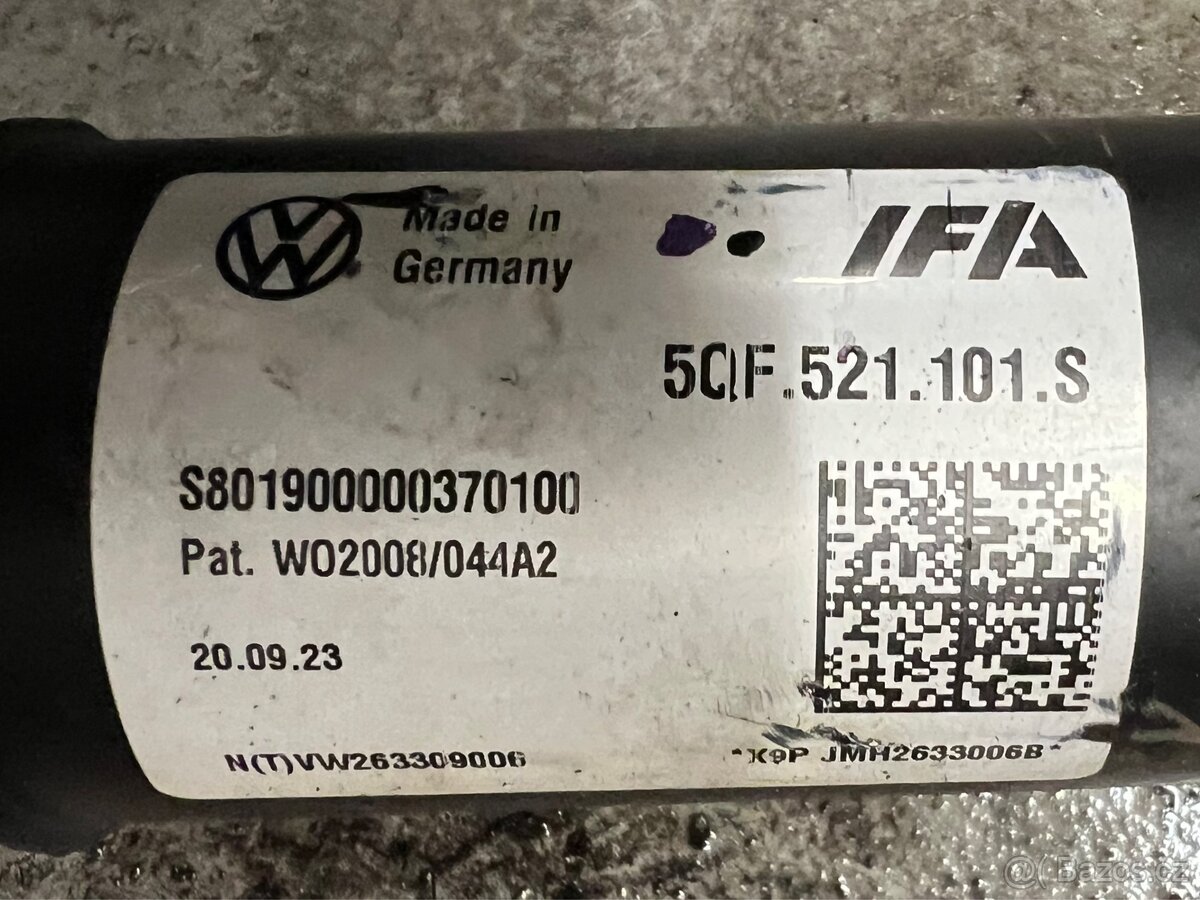 Made in
Germany
IFA
5QF.521.101.S
S801900000370100
Pat. WO2008/044A2
20.09.23
N(T)VW263309006
*K9P JMH2633006B*
@( Bazos.cz